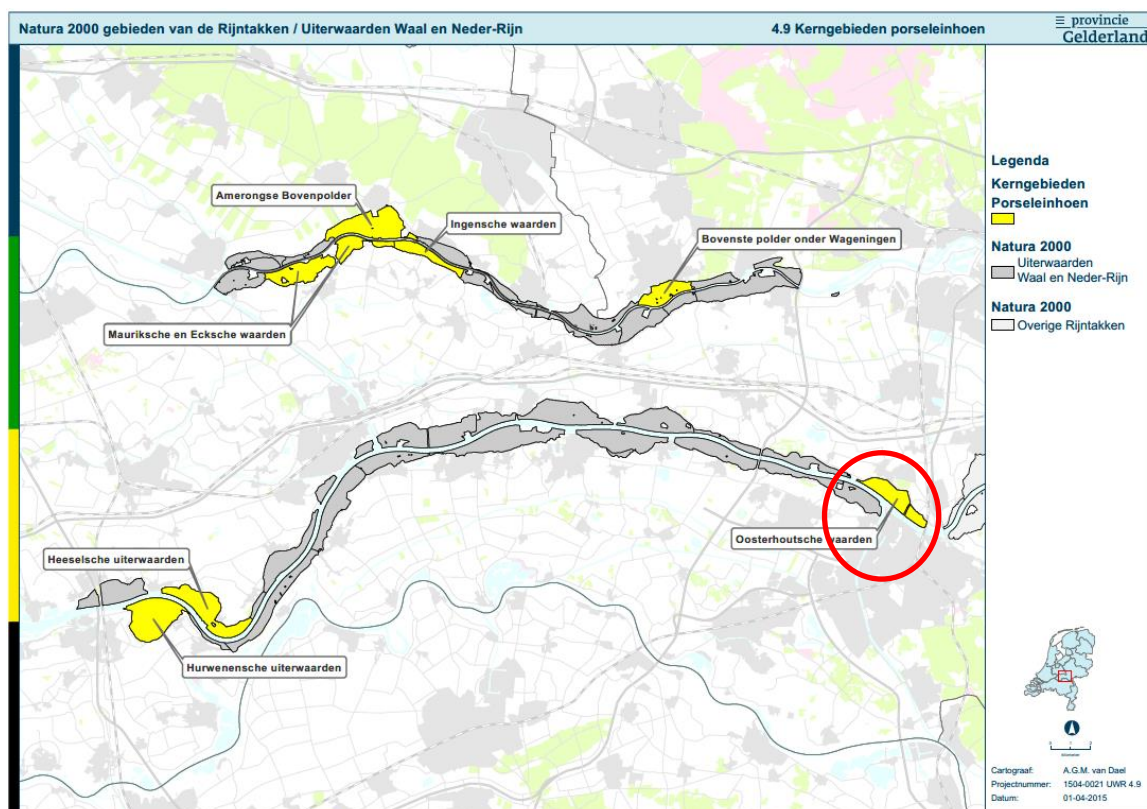 Natura 2000 gebieden van de Rijntakken / Uiterwaarden Waal en Neder-Rijn
4.9 Kerngebieden porseleinhoen
provincie
Gelderland
Amerongse Bovenpolder
Ingensche waarden
Bovenste polder onder Wageningen
Mauriksche en Ecksche waarden
Oosterhoutsche waarden
Heeselsche uiterwaarden
Hurwenensche uiterwaarden
Legenda
Kerngebieden
Porseleinhoen
Natura 2000
Uiterwaarden
Waal en Neder-Rijn
Natura 2000
Overige Rijntakken
Cartograaf: A.G.M. van Dael
Projectnummer: 1504-0021 UWR 4.9
Datum: 01-04-2015